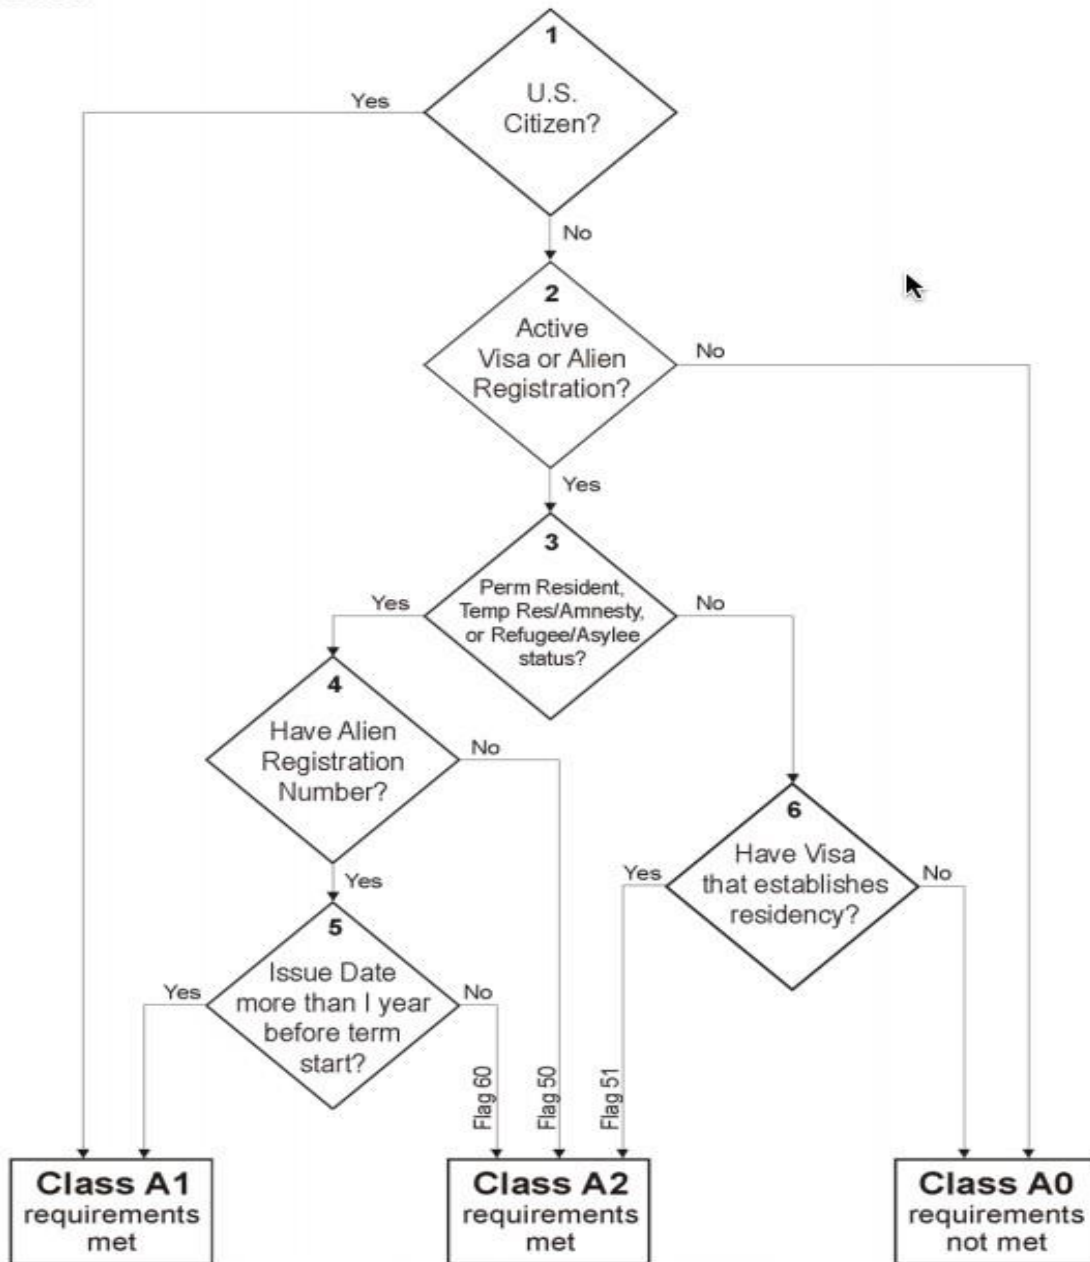 1
U.S.
Citizen?
Yes
No
2
Active
Visa or Alien
Registration?
No
Yes
3
Perm Resident,
Temp Res/Amnesty,
or Refugee/Asylee
status?
Yes
No
4
Have Alien
Registration
Number?
No
Yes
6
Have Visa
that establishes
residency?
Yes
No
5
Issue Date
more than I year
before term
start?
Yes
No
Flag 60
Flag 50
Flag 51
Class A1
requirements
met
Class A2
requirements
met
Class A0
requirements
not met